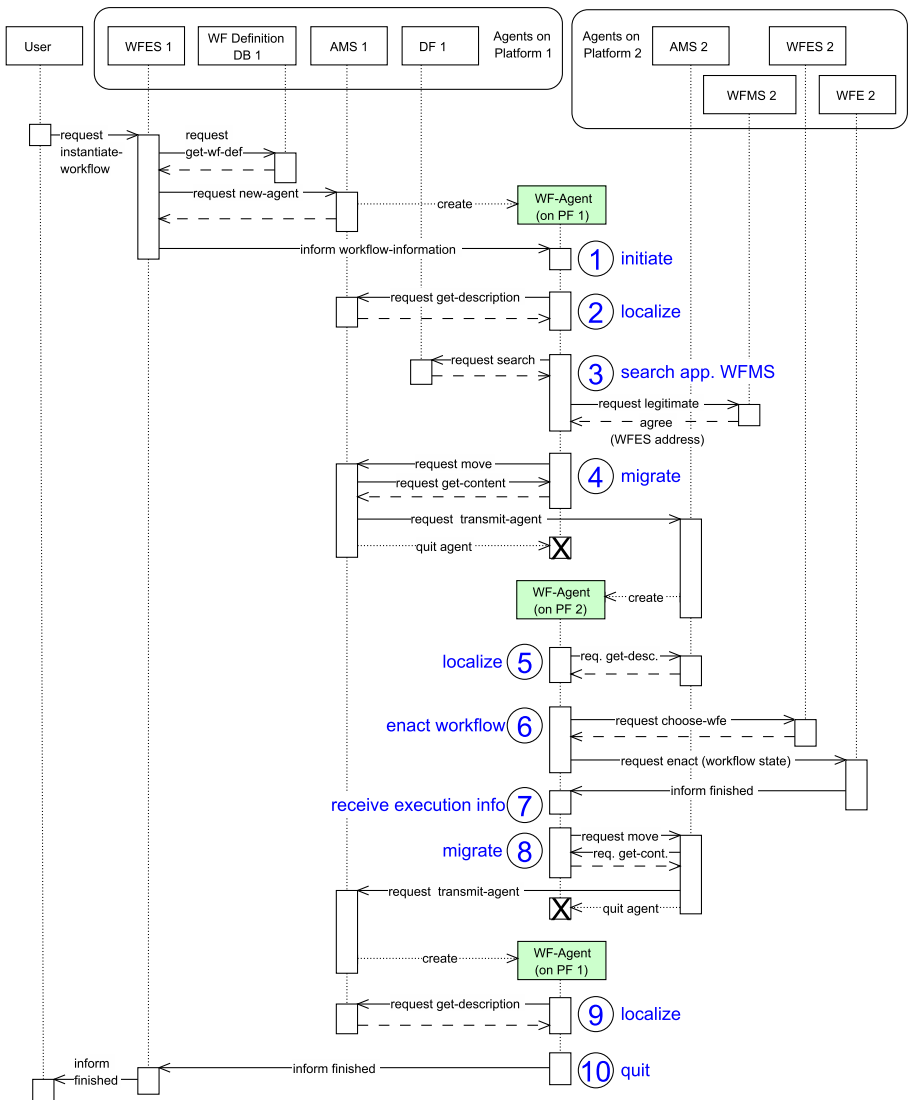 User
WFES 1
WF Definition
DB 1
AMS 1
DF 1
Agents on
Platform 1
Agents on
Platform 2
AMS 2
WFES 2
WFMS 2
WFE 2
request
instantiate-
workflow
request
get-wf-def
request new-agent
create
WF-Agent
(on PF 1)
inform workflow-information
1 initiate
request get-description
2 localize
request search
3 search app. WFMS
request legitimate
agree
(WFES address)
request move
4 migrate
request get-content
request transmit-agent
quit agent
X
WF-Agent
(on PF 2)
create
localize 5
req. get-desc.
enact workflow 6
request choose-wfe
request enact (workflow state)
inform finished
receive execution info 7
request move
migrate 8
req. get-cont.
request transmit-agent
X
quit agent
create
WF-Agent
(on PF 1)
request get-description
9 localize
inform finished
10 quit
inform
finished